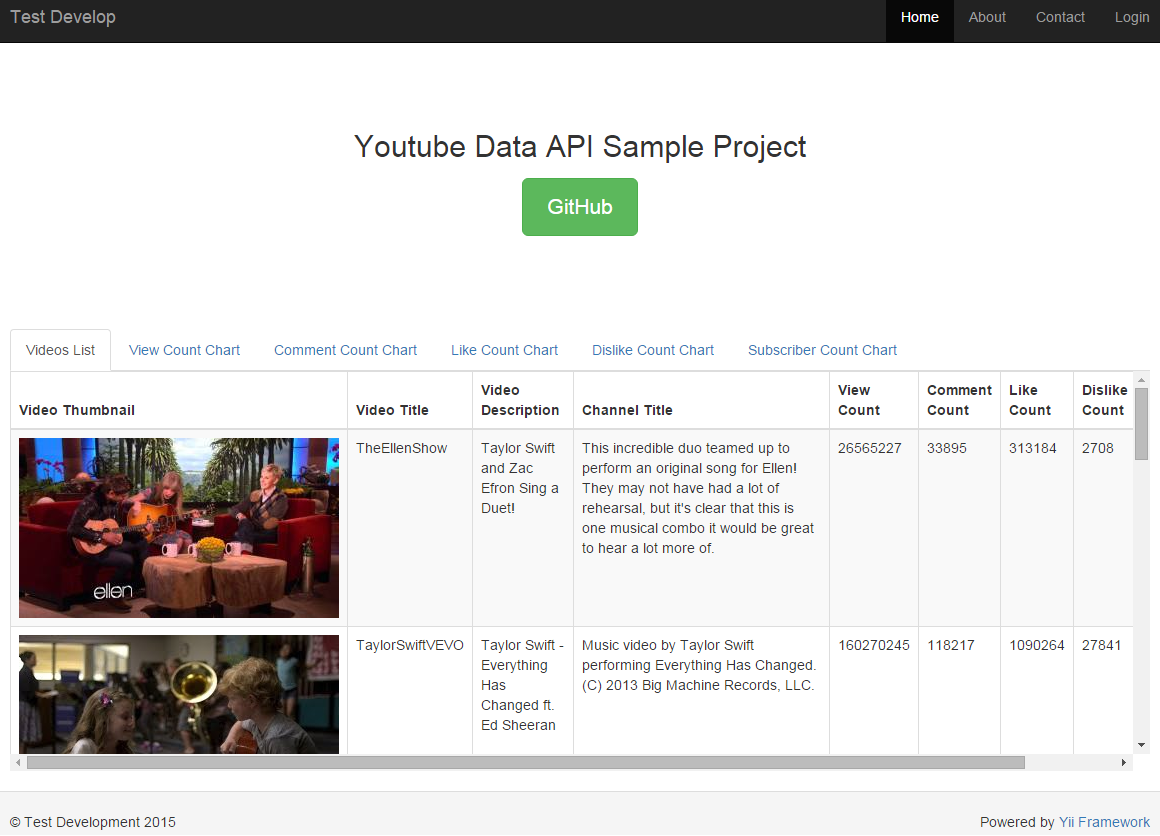 Test Develop
Home
About
Contact
Login
Youtube Data API Sample Project
GitHub
Videos List
View Count Chart
Comment Count Chart
Like Count Chart
Dislike Count Chart
Subscriber Count Chart
Video Thumbnail
Video Title
Video
Description
Channel Title
View
Count
Comment
Count
Like
Count
Dislike
Count
ellen
TheEllenShow
Taylor Swift
and Zac
Efron Sing a
Duet!
This incredible duo teamed up to
perform an original song for Ellen!
They may not have had a lot of
rehearsal, but it's clear that this is
one musical combo it would be great
to hear a lot more of.
26565227
33895
313184
2708
TaylorSwiftVEVO
Taylor Swift -
Everything
Has
Changed ft.
Ed Sheeran
Music video by Taylor Swift
performing Everything Has Changed.
(C) 2013 Big Machine Records, LLC.
160270245
118217
1090264
27841
© Test Development 2015
Powered by Yii Framework